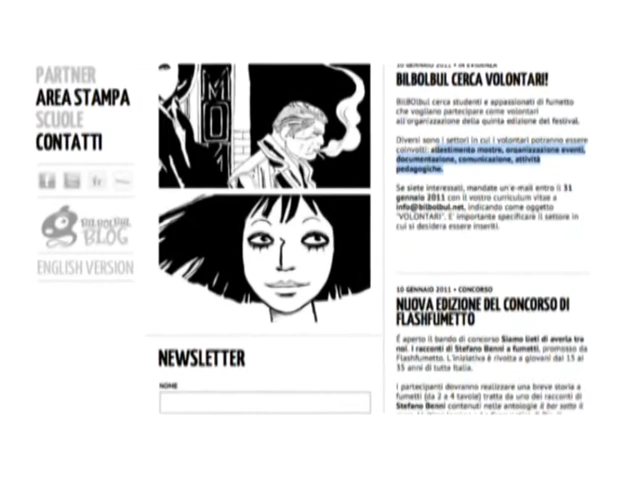 PARTNER
AREA STAMPA
SCUOLE
CONTATTI
BILBOLBUL
BLOG
ENGLISH VERSION
MO
NEWSLETTER
NOME
10 GENNAIO 2011 • IN EVIDENZA
BILBOLBUL CERCA VOLONTARI!
BilBOlbul cerca studenti e appassionati di fumetto
che vogliano partecipare come volontari
all'organizzazione della quinta edizione del festival.
Diversi sono i settori in cui i volontari potranno essere
coinvolti: allestimento mostre, organizzazione eventi,
documentazione, comunicazione, attività
pedagogiche.
Se siete interessati, mandate un'e-mail entro il 31
gennaio 2011 con il vostro curriculum vitae a
info@bilbolbul.net, indicando come oggetto
"VOLONTARI". E' importante specificare il settore in
cui si desidera essere inseriti.
10 GENNAIO 2011 • CONCORSO
NUOVA EDIZIONE DEL CONCORSO DI
FLASHFUMETTO
È aperto il bando di concorso Siamo lieti di averla tra
noi. I racconti di Stefano Benni a fumetti, promosso da
Flashfumetto. L'iniziativa è rivolta a giovani dai 15 ai
35 anni di tutta Italia.
I partecipanti dovranno realizzare una breve storia a
fumetti (da 2 a 4 tavole) tratta da uno dei racconti di
Stefano Benni contenuti nelle antologie il bar sotto il